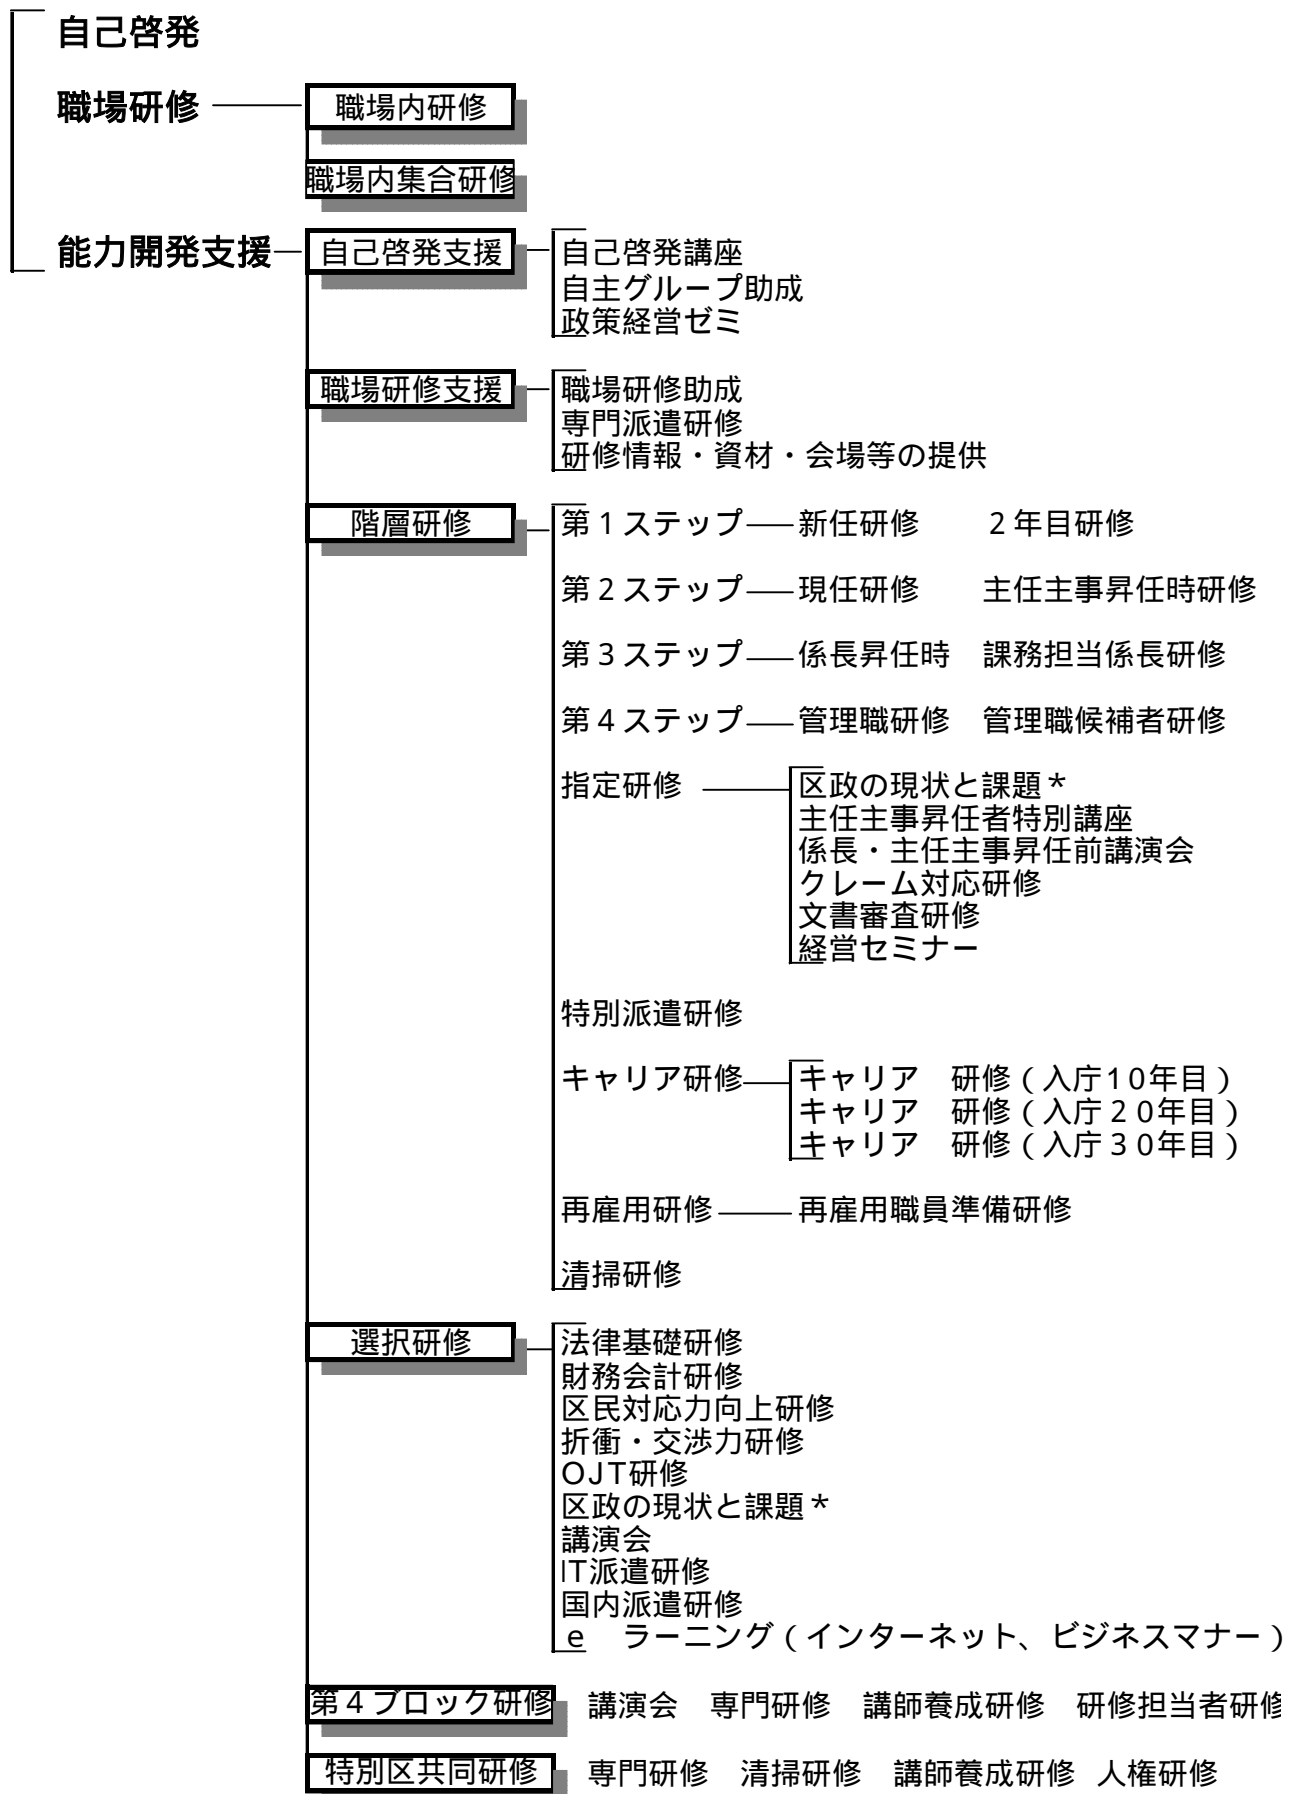 自己啓発
職場研修
職場内研修
職場内集合研修
能力開発支援
自己啓発支援
自己啓発講座
自主グループ助成
政策経営ゼミ
職場研修支援
職場研修助成
専門派遣研修
研修情報・資材・会場等の提供
階層研修
第1ステップ 新任研修 2年目研修
第2ステップ 現任研修 主任主事昇任時研修
第3ステップ 係長昇任時 課務担当係長研修
第4ステップ 管理職研修 管理職候補者研修
指定研修
区政の現状と課題*
主任主事昇任者特別講座
係長・主任主事昇任前講演会
クレーム対応研修
文書審査研修
経営セミナー
特別派遣研修
キャリア研修
キャリア 研修(入庁10年目)
キャリア 研修(入庁20年目)
キャリア 研修(入庁30年目)
再雇用研修 再雇用職員準備研修
清掃研修
選択研修
法律基礎研修
財務会計研修
区民対応力向上研修
折衝・交渉力研修
OJT研修
区政の現状と課題*
講演会
IT派遣研修
国内派遣研修
e ラーニング(インターネット、ビジネスマナー)
第4ブロック研修 講演会 専門研修 講師養成研修 研修担当者研修
特別区共同研修 専門研修 清掃研修 講師養成研修 人権研修